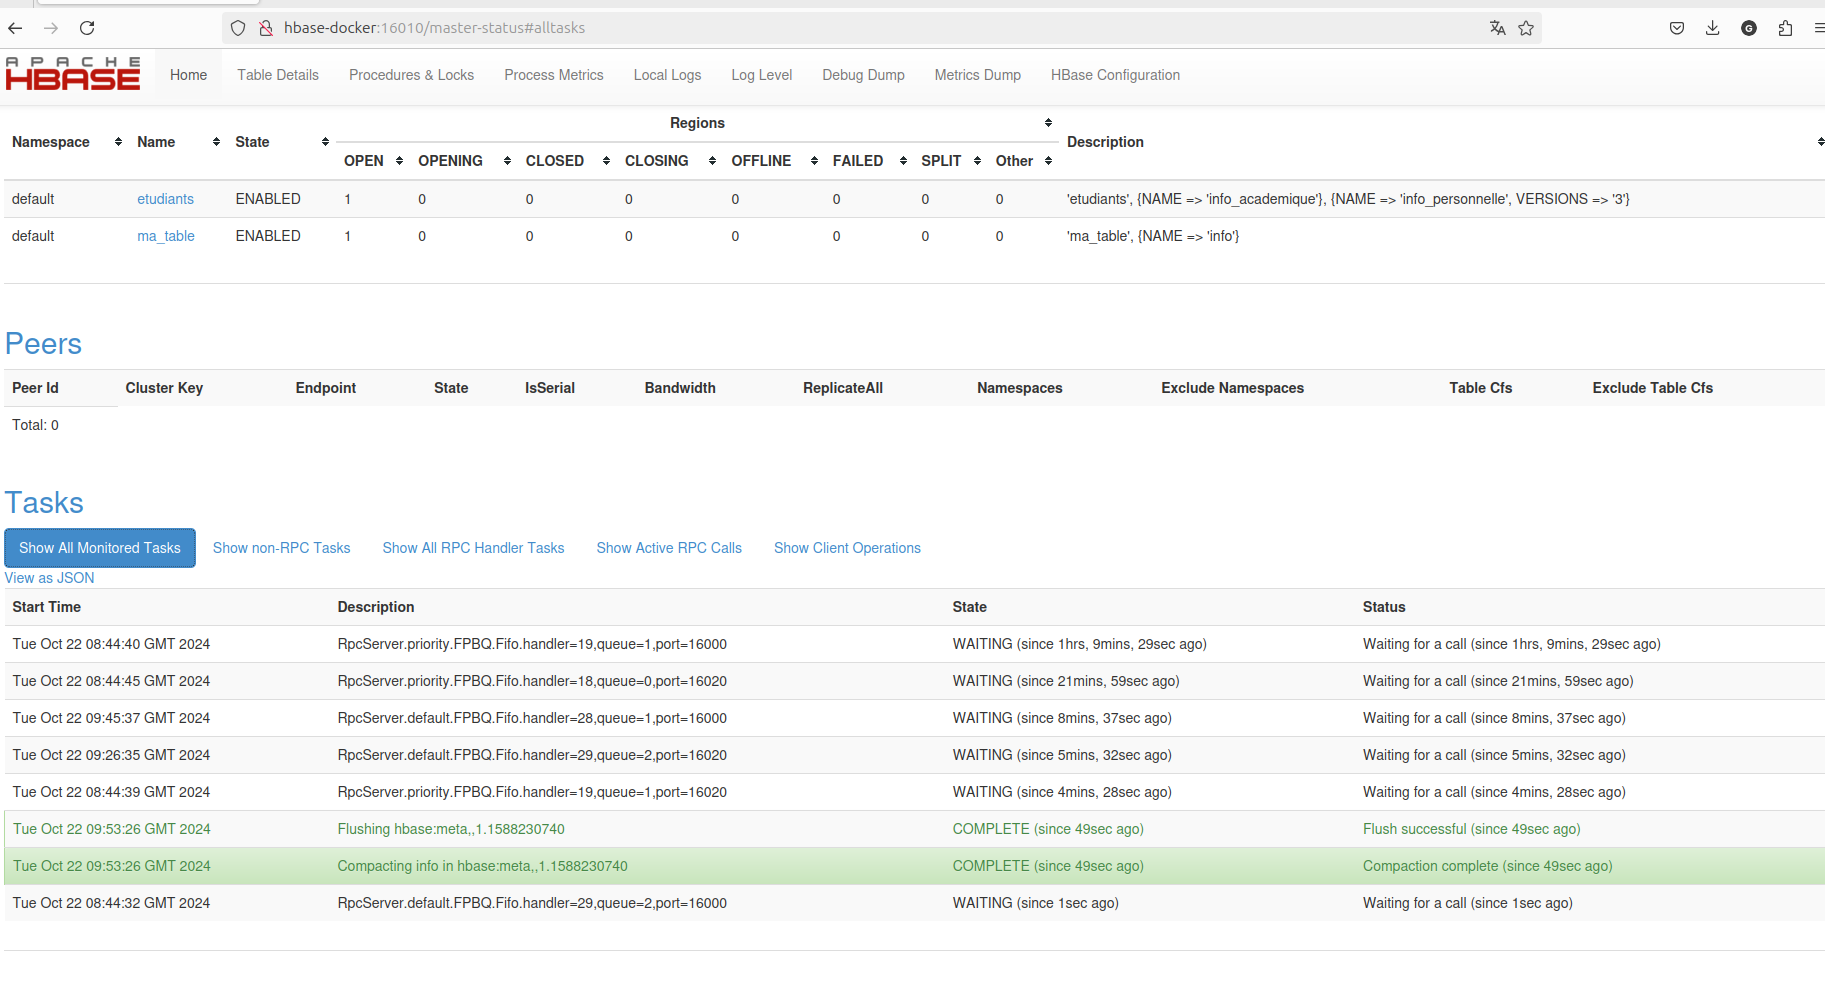 hbase-docker:16010/master-status#alltasks
G
APACHE
HBASE
Home Table Details Procedures & Locks Process Metrics Local Logs Log Level Debug Dump Metrics Dump HBase Configuration
Namespace Name State Regions Description
OPEN OPENING CLOSED CLOSING OFFLINE FAILED SPLIT Other
default etudiants ENABLED 1 0 0 0 0 0 0 0 'etudiants', {NAME => 'info_academique'}, {NAME => 'info_personnelle', VERSIONS => '3'}
default ma_table ENABLED 1 0 0 0 0 0 0 0 'ma_table', {NAME => 'info'}
Peers
Peer Id Cluster Key Endpoint State IsSerial Bandwidth ReplicateAll Namespaces Exclude Namespaces Table Cfs Exclude Table Cfs
Total: 0
Tasks
Show All Monitored Tasks Show non-RPC Tasks Show All RPC Handler Tasks Show Active RPC Calls Show Client Operations
View as JSON
Start Time Description State Status
Tue Oct 22 08:44:40 GMT 2024 RpcServer.priority.FPBQ.Fifo.handler=19,queue=1,port=16000 WAITING (since 1hrs, 9mins, 29sec ago) Waiting for a call (since 1hrs, 9mins, 29sec ago)
Tue Oct 22 08:44:45 GMT 2024 RpcServer.priority.FPBQ.Fifo.handler=18,queue=0,port=16020 WAITING (since 21mins, 59sec ago) Waiting for a call (since 21mins, 59sec ago)
Tue Oct 22 09:45:37 GMT 2024 RpcServer.default.FPBQ.Fifo.handler=28,queue=1,port=16000 WAITING (since 8mins, 37sec ago) Waiting for a call (since 8mins, 37sec ago)
Tue Oct 22 09:26:35 GMT 2024 RpcServer.default.FPBQ.Fifo.handler=29,queue=2,port=16020 WAITING (since 5mins, 32sec ago) Waiting for a call (since 5mins, 32sec ago)
Tue Oct 22 08:44:39 GMT 2024 RpcServer.priority.FPBQ.Fifo.handler=19,queue=1,port=16020 WAITING (since 4mins, 28sec ago) Waiting for a call (since 4mins, 28sec ago)
Tue Oct 22 09:53:26 GMT 2024 Flushing hbase:meta,,1.1588230740 COMPLETE (since 49sec ago) Flush successful (since 49sec ago)
Tue Oct 22 09:53:26 GMT 2024 Compacting info in hbase:meta,,1.1588230740 COMPLETE (since 49sec ago) Compaction complete (since 49sec ago)
Tue Oct 22 08:44:32 GMT 2024 RpcServer.default.FPBQ.Fifo.handler=29,queue=2,port=16000 WAITING (since 1sec ago) Waiting for a call (since 1sec ago)